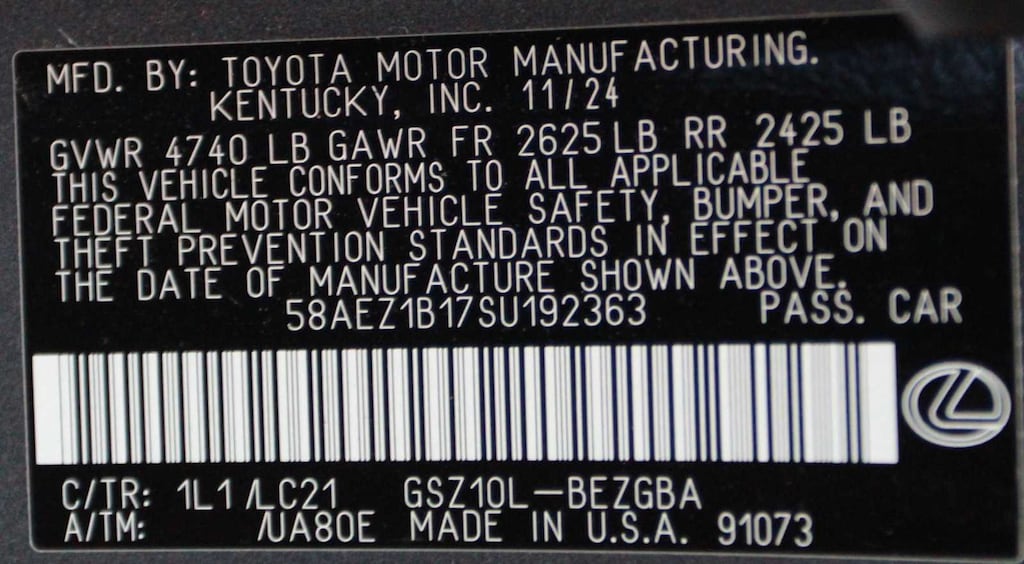 MFD. BY: TOYOTA MOTOR MANUFACTURING.
KENTUCKY, INC. 11/24
GVWR 4740 LB GAWR FR 2625 LB RR 2425 LB
THIS VEHICLE CONFORMS TO ALL APPLICABLE
FEDERAL MOTOR VEHICLE SAFETY, BUMPER, AND
THEFT PREVENTION STANDARDS IN EFFECT ON
THE DATE OF MANUFACTURE SHOWN ABOVE.
58AEZ1B17SU192363 PASS. CAR
C/TR: 1L1 /LC21 GSZ10L-BEZGBA
A/TM: /UA80E MADE IN U.S.A. 91073